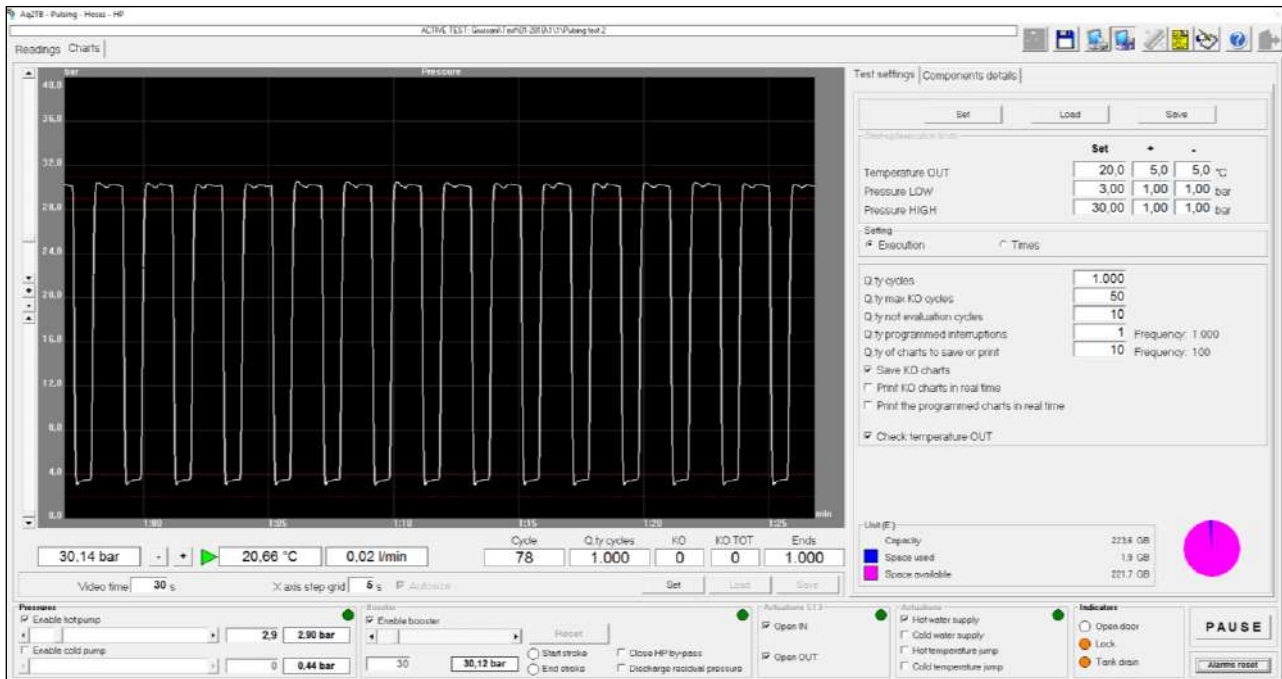 Aq2TB - Pulsing - Hoses - HP
Readings Charts
bar Pressure
40,0
36,0
32,0
28,0
24,0
20,0
16,0
12,0
8,0
4,0
0,0
1:00 1:05 1:10 1:15 1:20 1:25 min
Cycle Q.ty cycles KO KO TOT Ends
30,14 bar - + 20,66 °C 0,02 l/min 78 1.000 0 0 1.000
Video time 30 s X axis step grid 5 s Autosize Set Load Save
Test settings Components details
Set Load Save
Set + -
Temperature OUT 20,0 5,0 5,0 °C
Pressure LOW 3,00 1,00 1,00 bar
Pressure HIGH 30,00 1,00 1,00 bar
Setting
Execution Times
Q.ty cycles 1.000
Q.ty max KO cycles 50
Q.ty not evaluation cycles 10
Q.ty programmed interruptions 1 Frequency: 1.000
Q.ty of charts to save or print 10 Frequency: 100
Save KO charts
Print KO charts in real time
Print the programmed charts in real time
Check temperature OUT
Unit (E:)
Capacity 223,6 GB
Space used 1,9 GB
Space available 221,7 GB
Pressures
Enable hot pump
2,9 2,90 bar
Enable cold pump
0 0,44 bar
Booster
Enable booster
Reset
30 30,12 bar
Start stroke
End stroke
Close HP by-pass
Discharge residual pressure
Actuations ST.3
Open IN
Open OUT
Actuations
Hot water supply
Cold water supply
Hot temperature jump
Cold temperature jump
Indicators
Open door
Lock
Tank drain
PAUSE
Alarms reset